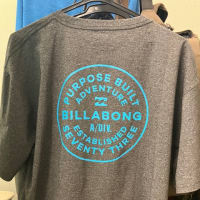 PURPOSE BUILT
ADVENTURE
BILLABONG
A/DIV.
ESTABLISHED
SEVENTY THREE